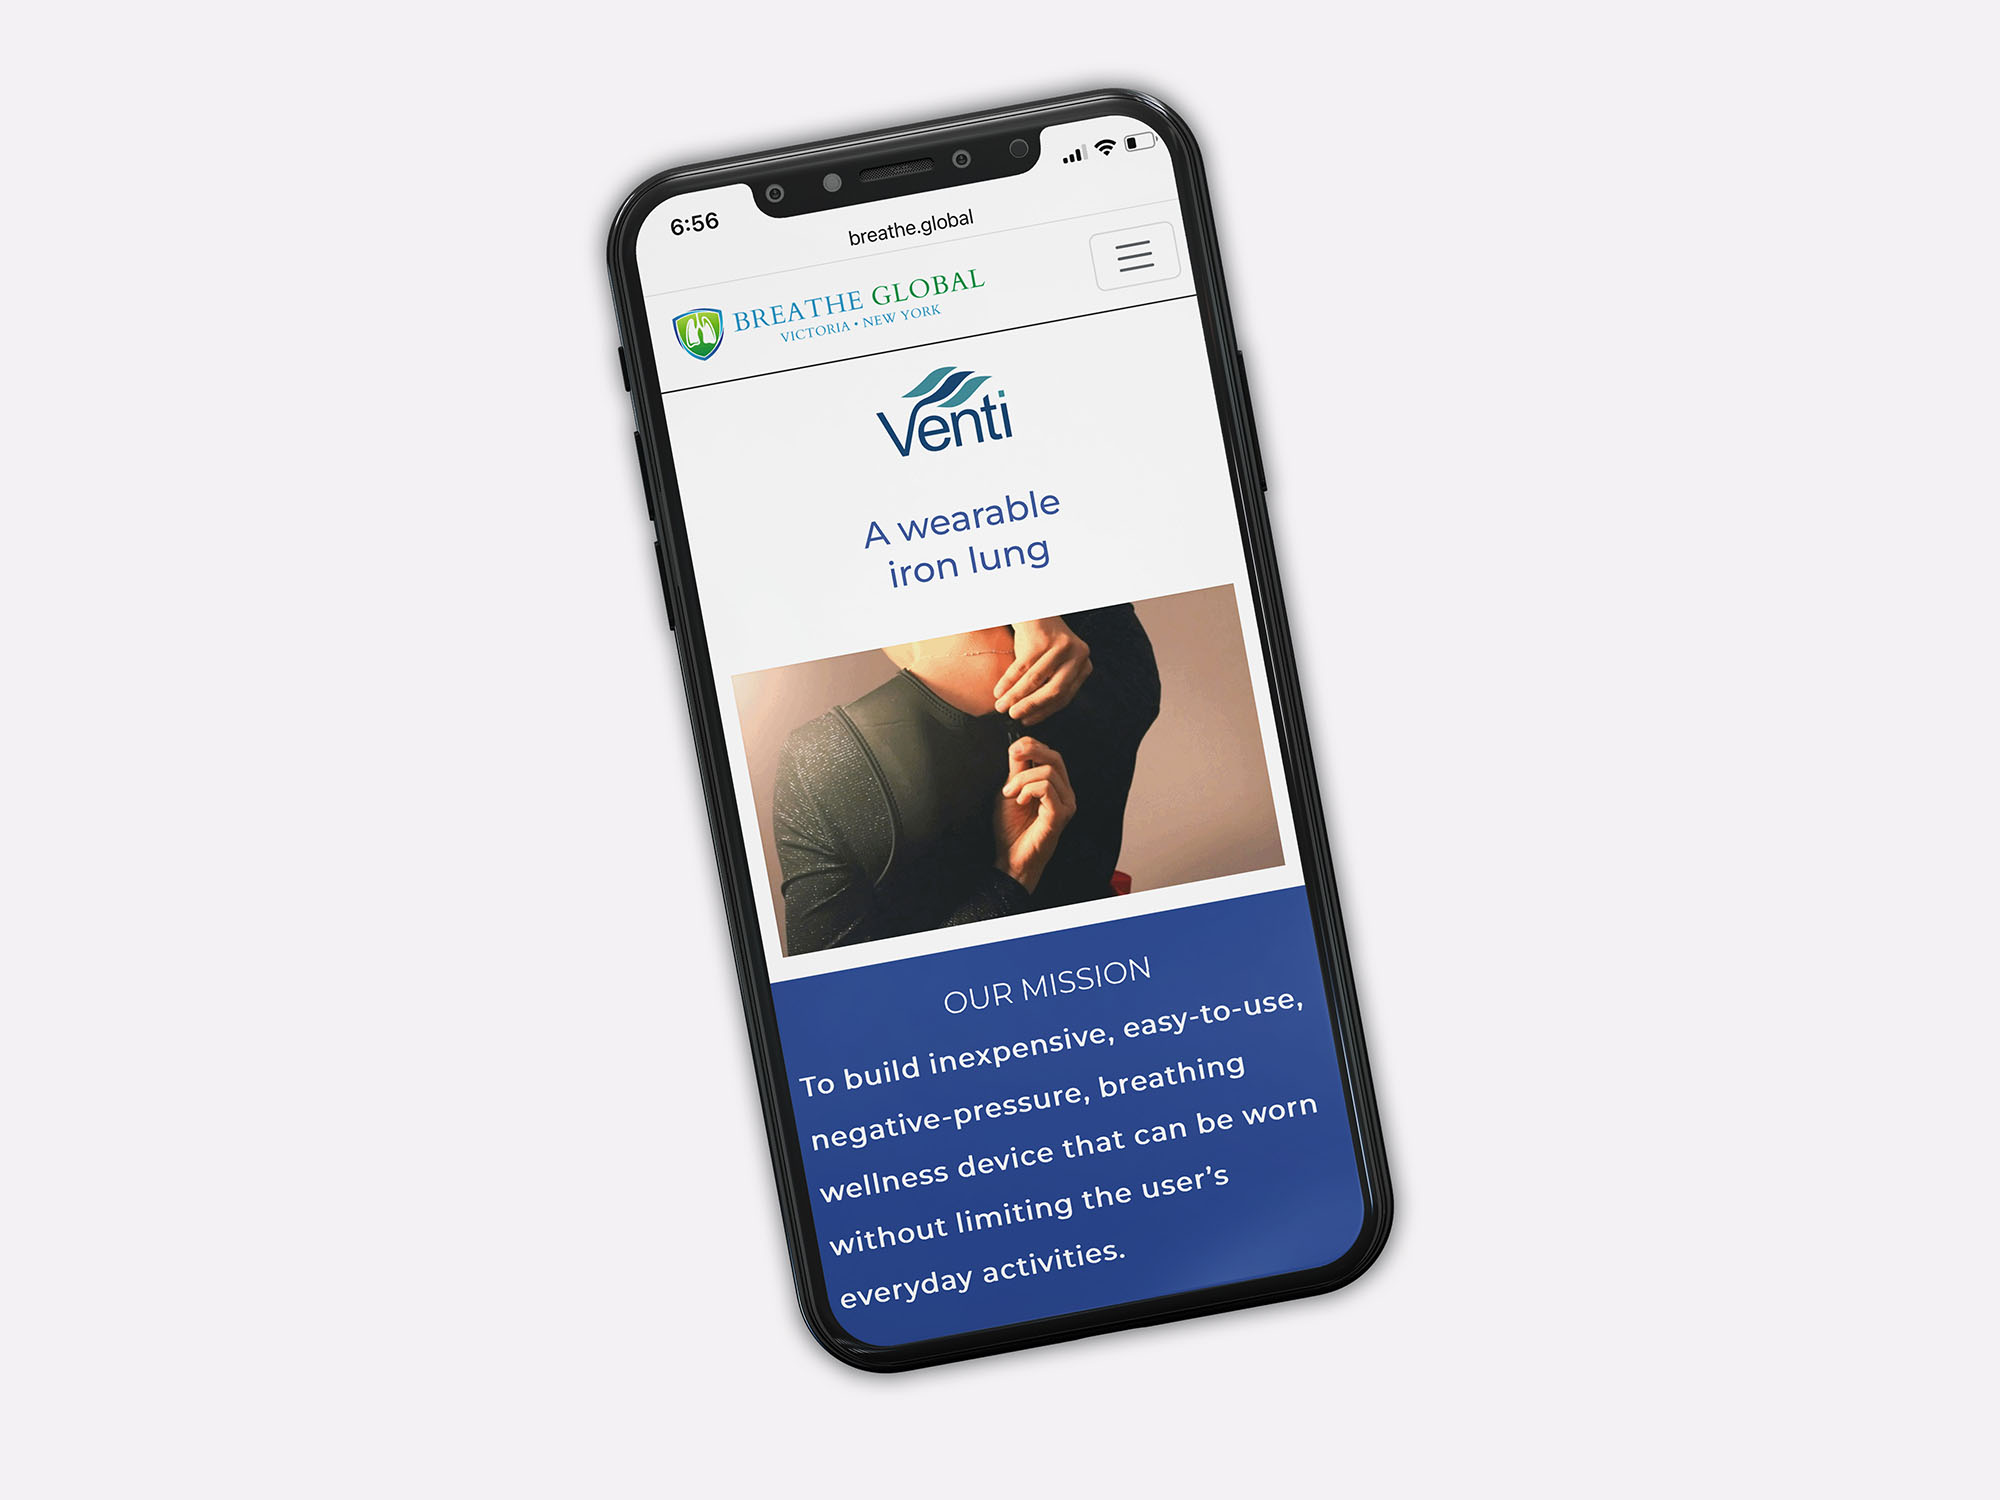 6:56
breathe.global
BREATHE GLOBAL
VICTORIA • NEW YORK
Venti
A wearable
iron lung
OUR MISSION
To build inexpensive, easy-to-use,
negative-pressure, breathing
wellness device that can be worn
without limiting the user’s
everyday activities.